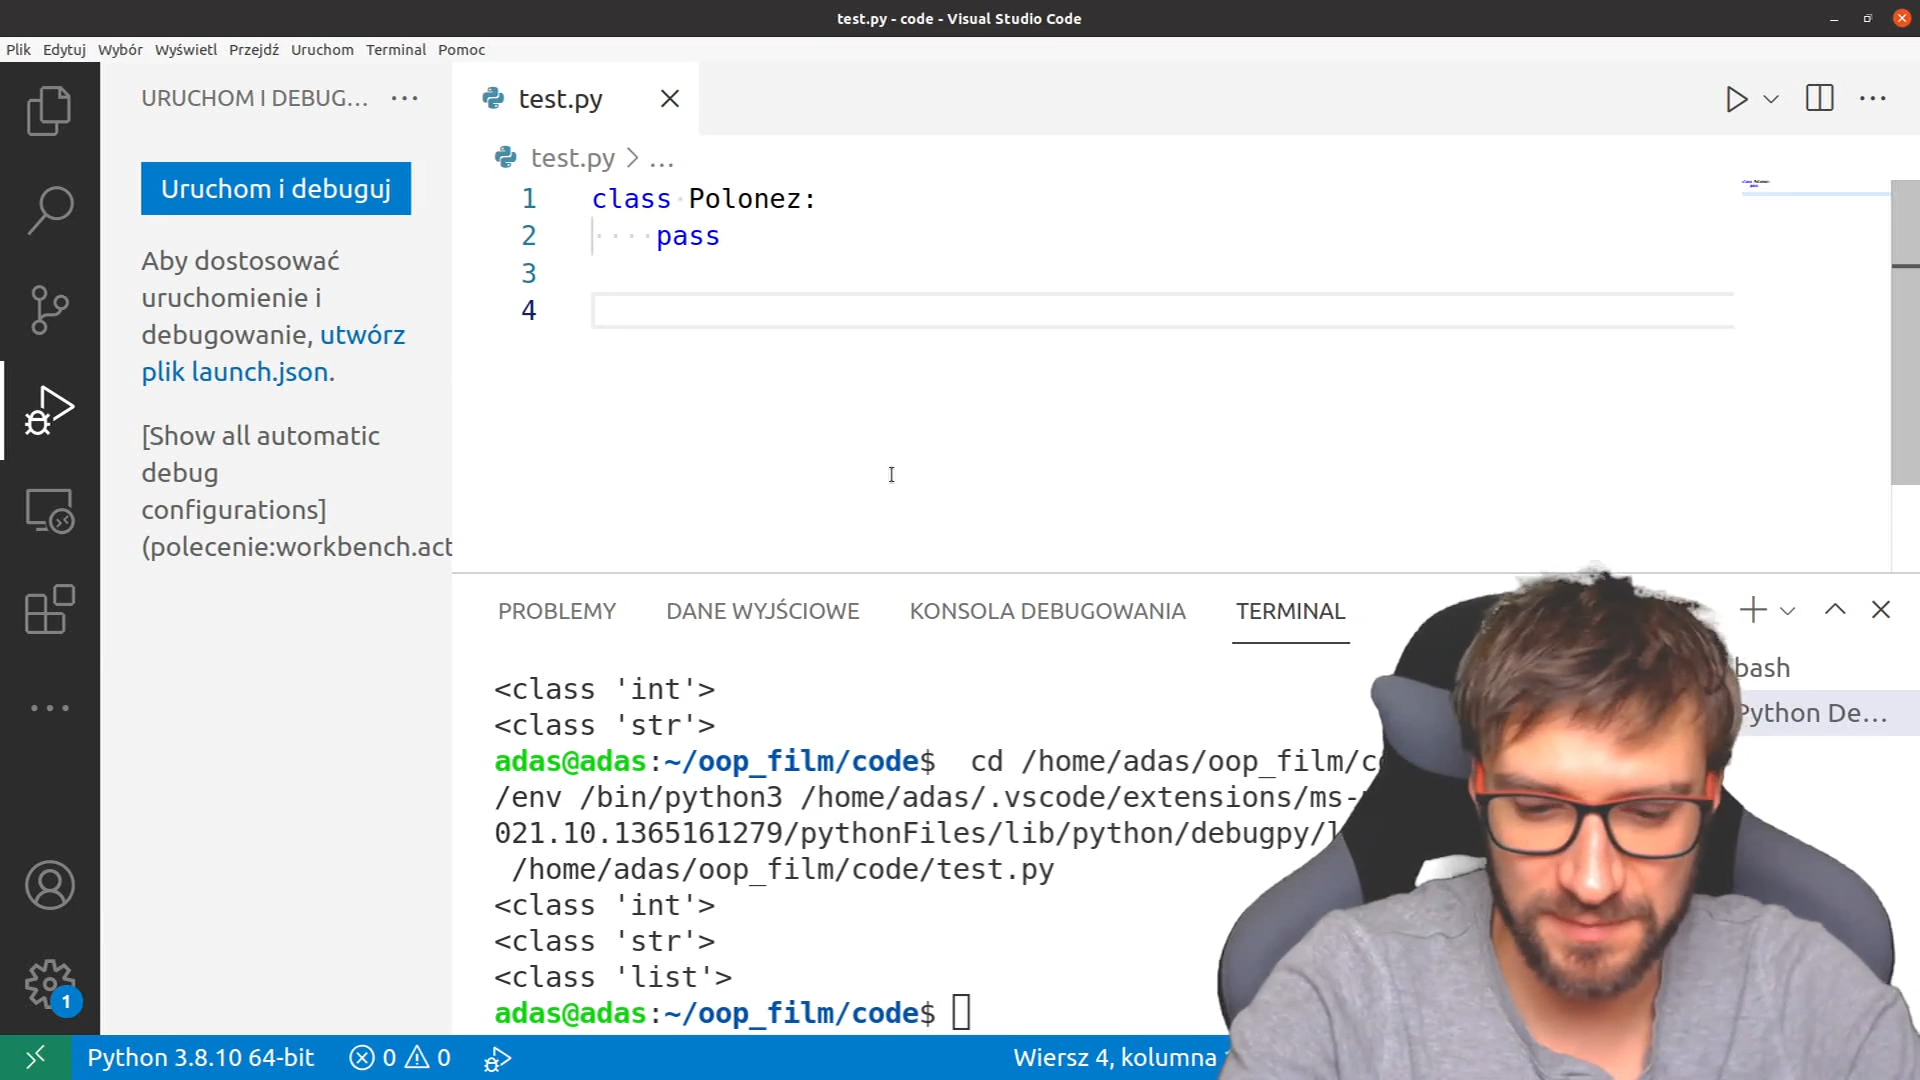 test.py - code - Visual Studio Code
Plik Edytuj Wybór Wyświetl Przejdź Uruchom Terminal Pomoc
URUCHOM I DEBUG...
Uruchom i debuguj
Aby dostosować
uruchomienie i
debugowanie, utwórz
plik launch.json.
[Show all automatic
debug
configurations]
(polecenie:workbench.act
test.py
test.py > ...
1 class Polonez:
2 pass
3
4
PROBLEMY DANE WYJŚCIOWE KONSOLA DEBUGOWANIA TERMINAL
bash
Python De...
<class 'int'>
<class 'str'>
adas@adas:~/oop_film/code$ cd /home/adas/oop_film/c
/env /bin/python3 /home/adas/.vscode/extensions/ms-
021.10.1365161279/pythonFiles/lib/python/debugpy/l
/home/adas/oop_film/code/test.py
<class 'int'>
<class 'str'>
<class 'list'>
adas@adas:~/oop_film/code$
1
Python 3.8.10 64-bit 0 0 Wiersz 4, kolumna